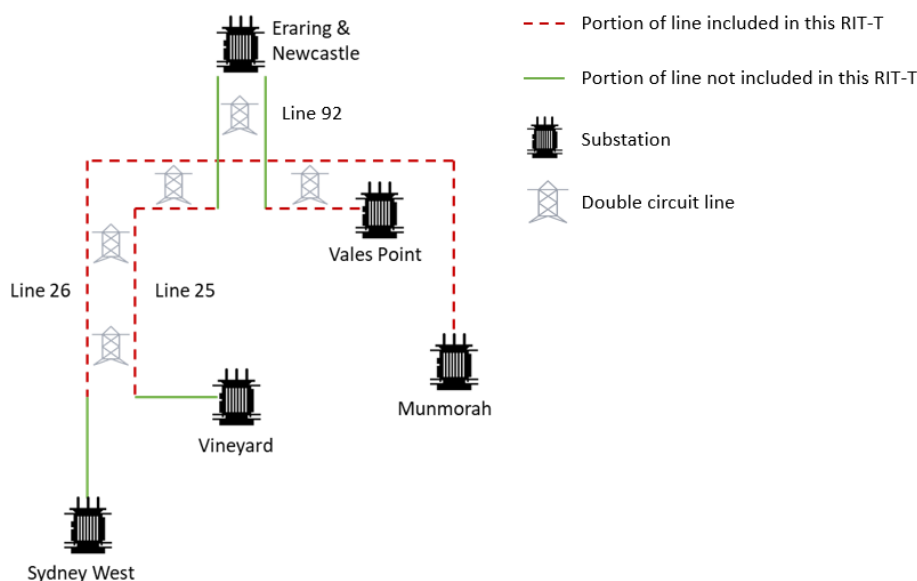 Eraring &
Newcastle
Line 92
Vales Point
Line 26
Line 25
Munmorah
Vineyard
Sydney West
Portion of line included in this RIT-T
Portion of line not included in this RIT-T
Substation
Double circuit line